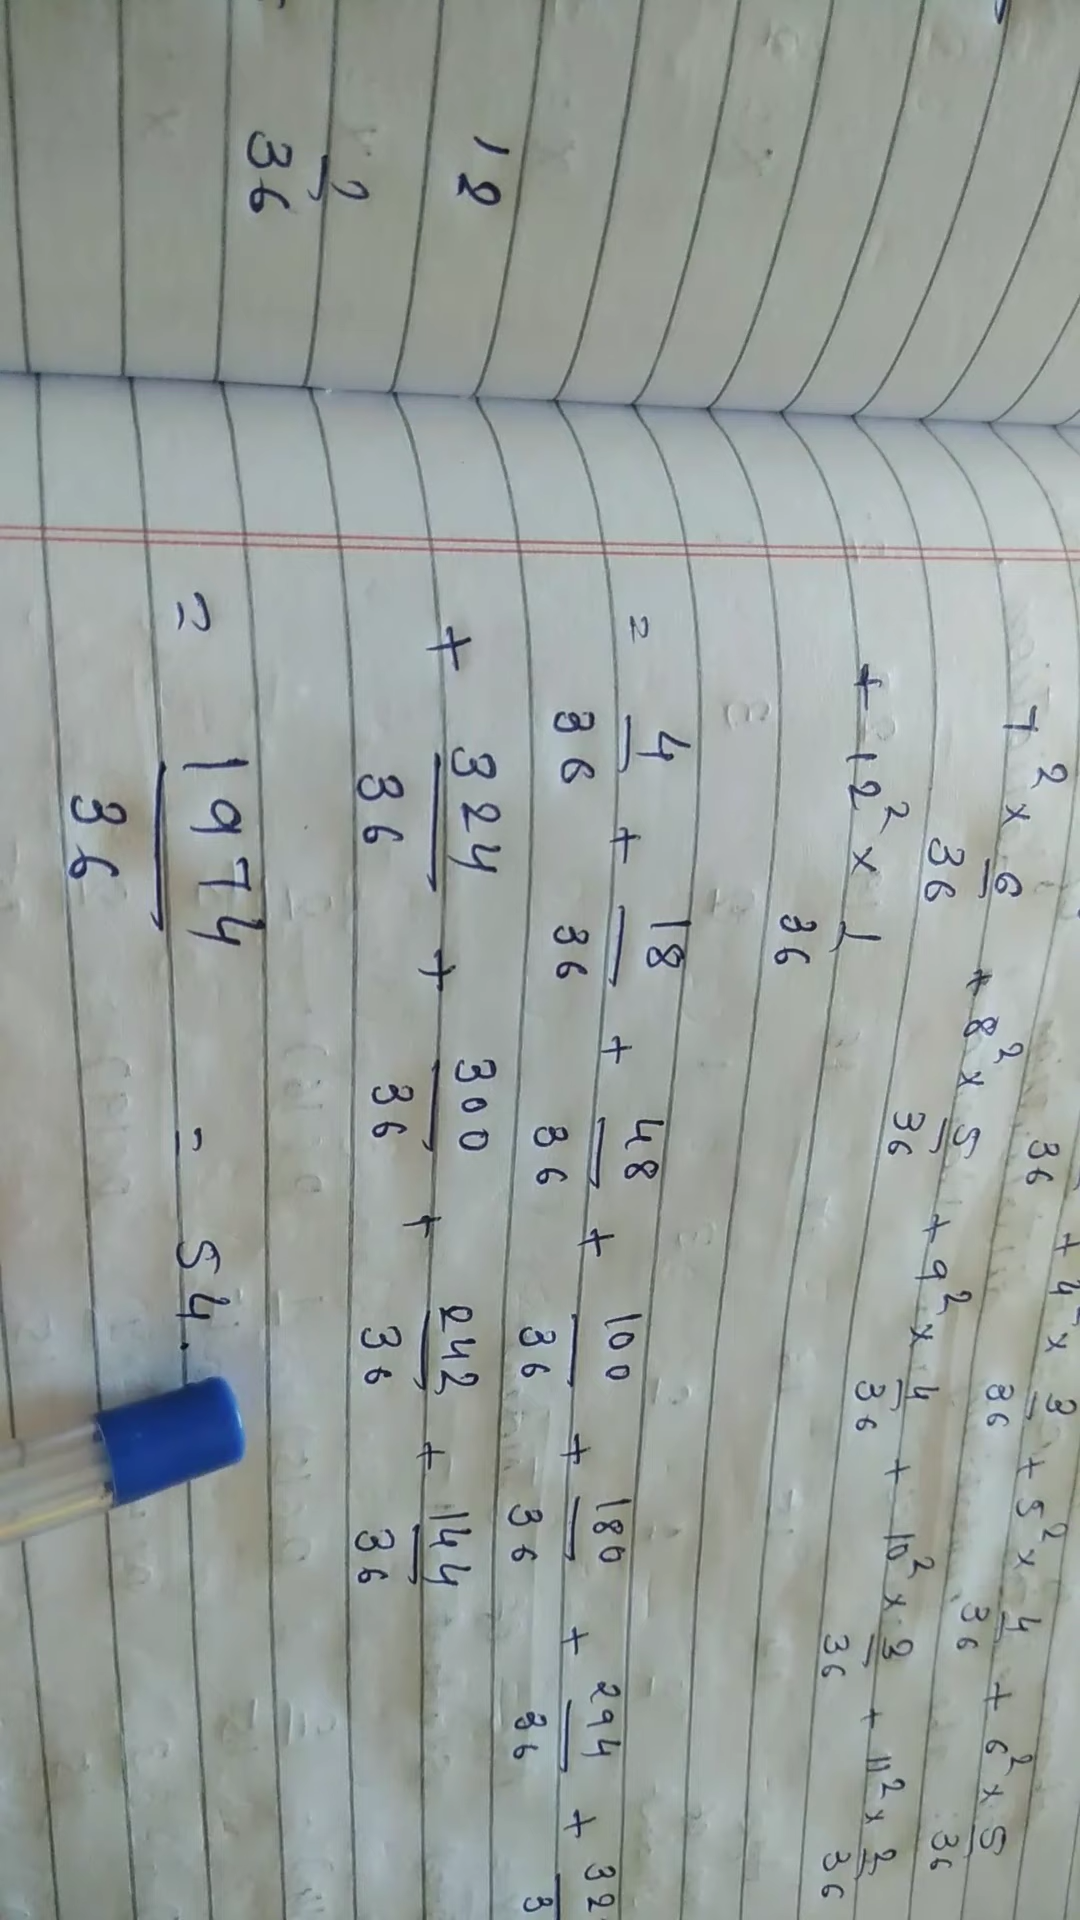 12
2/36
/36 + 4² × 3/36 + 5² × 4/36 + 6² × 5/36
7² × 6/36 + 8² × 5/36 + 9² × 4/36 + 10² × 3/36 + 11² × 2/36
+ 12² × 1/36
= 4/36 + 18/36 + 48/36 + 100/36 + 180/36 + 294/36 + 32
+ 324/36 + 300/36 + 242/36 + 144/36
= 1974/36 = 54.